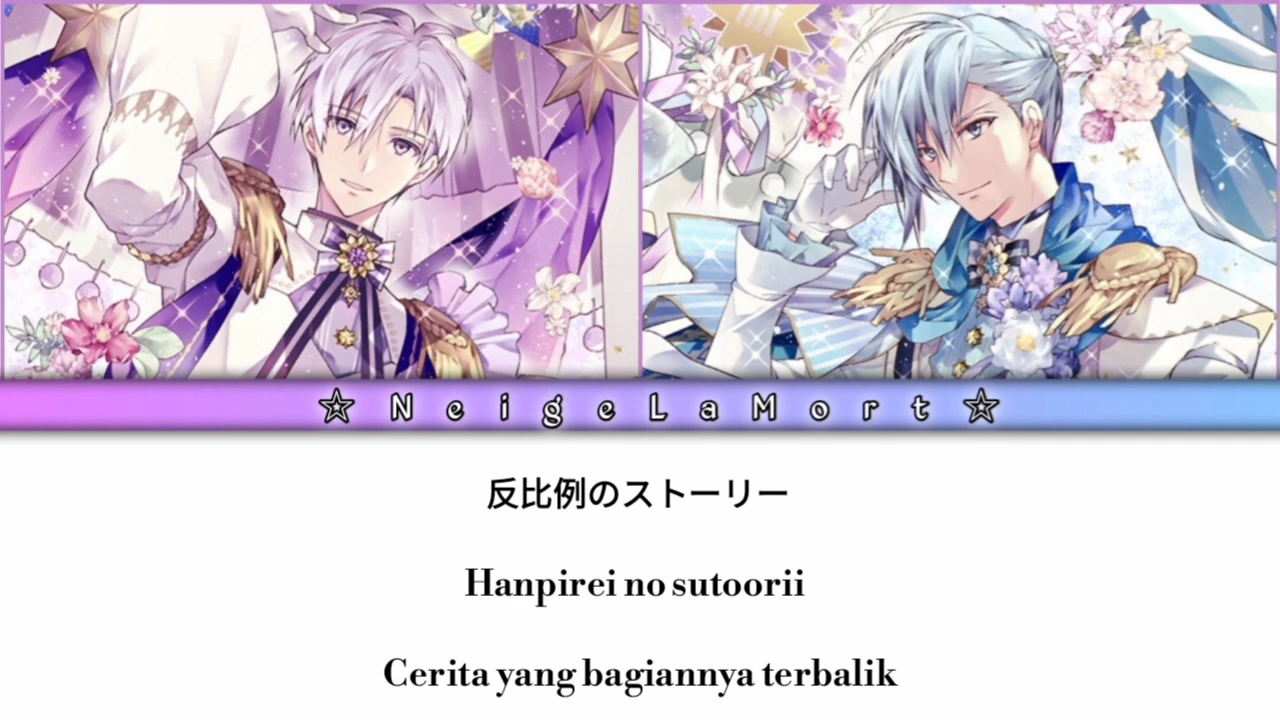 ☆ NeigeLaMort ☆
反比例のストーリー
Hanpirei no sutoorii
Cerita yang bagiannya terbalik